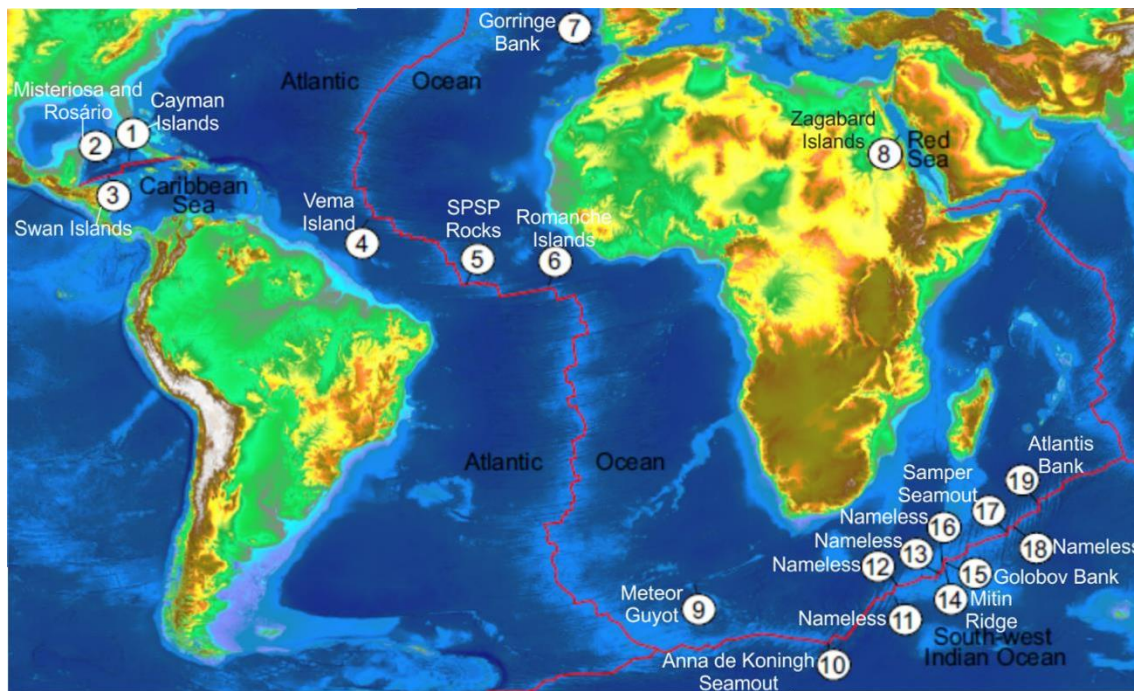 Gorringe
Bank
7
Atlantic Ocean
Misteriosa and
Rosário
Cayman
Islands
1
2
Zagabard
Islands
8
Red
Sea
3
Caribbean
Sea
Swan Islands
Vema
Island
4
SPSP
Rocks
5
Romanche
Islands
6
Atlantic Ocean
Atlantis
Bank
19
Samper
Seamout
17
Nameless
16
Nameless
13
Nameless
12
18
Nameless
15
Golobov Bank
14
Mitin
Ridge
Meteor
Guyot
9
Nameless
11
South-west
Indian Ocean
Anna de Koningh
Seamout
10